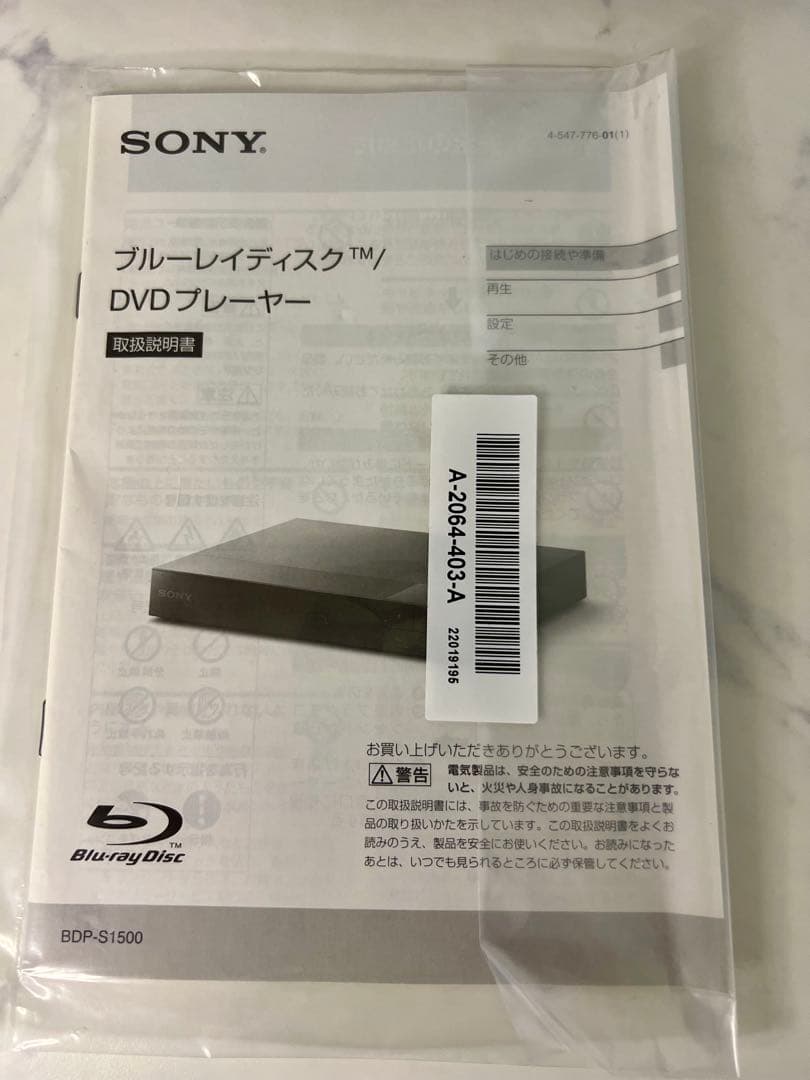 SONY®
4-547-776-01(1)
ブルーレイディスク™/
DVDプレーヤー
取扱説明書
はじめの接続や準備
再生
設定
その他
A-2064-403-A
22019195
SONY
お買い上げいただきありがとうございます。
警告
電気製品は、安全のための注意事項を守らな
いと、火災や人身事故になることがあります。
この取扱説明書には、事故を防ぐための重要な注意事項と製
品の取り扱いかたを示しています。この取扱説明書をよくお
読みのうえ、製品を安全にお使いください。お読みになった
あとは、いつでも見られるところに必ず保管してください。
Blu-ray Disc™
BDP-S1500